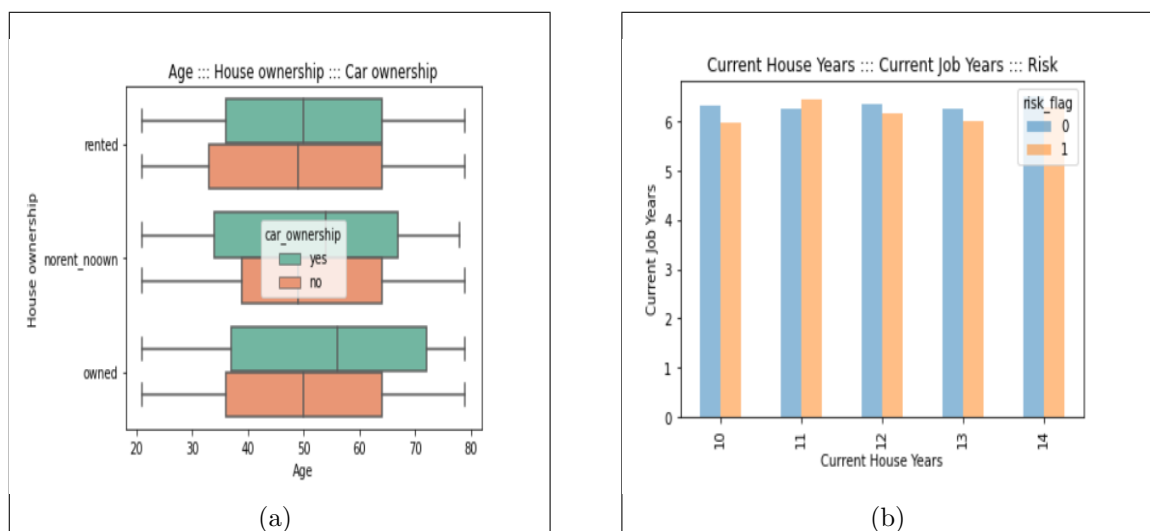 Age ::: House ownership ::: Car ownership
House ownership
rented
norent_noown
owned
car_ownership
yes
no
20 30 40 50 60 70 80
Age
(a)
Current House Years ::: Current Job Years ::: Risk
Current Job Years
6
5
4
3
2
1
0
risk_flag
0
1
10 11 12 13 14
Current House Years
(b)